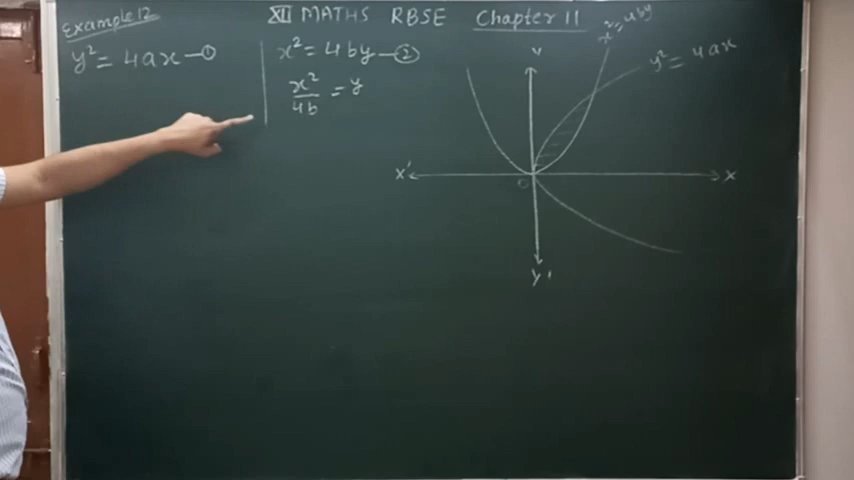 Example 12
XII MATHS RBSE Chapter 11
y² = 4ax — ①
x² = 4by — ②
x²/4b = y
x² = 4by
y² = 4ax
Y
X'
O
X
Y'